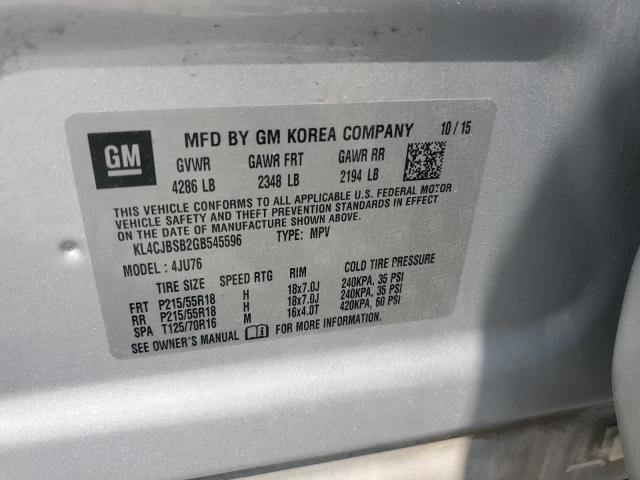 GM
MFD BY GM KOREA COMPANY 10 / 15
GVWR GAWR FRT GAWR RR
4286 LB 2348 LB 2194 LB
THIS VEHICLE CONFORMS TO ALL APPLICABLE U.S. FEDERAL MOTOR
VEHICLE SAFETY AND THEFT PREVENTION STANDARDS IN EFFECT
ON THE DATE OF MANUFACTURE SHOWN ABOVE.
KL4CJBSB2GB545596 TYPE: MPV
MODEL : 4JU76
TIRE SIZE SPEED RTG RIM COLD TIRE PRESSURE
FRT P215/55R18 H 18x7.0J 240KPA, 35 PSI
RR P215/55R18 H 18x7.0J 240KPA, 35 PSI
SPA T125/70R16 M 16x4.0T 420KPA, 60 PSI
SEE OWNER'S MANUAL i FOR MORE INFORMATION.